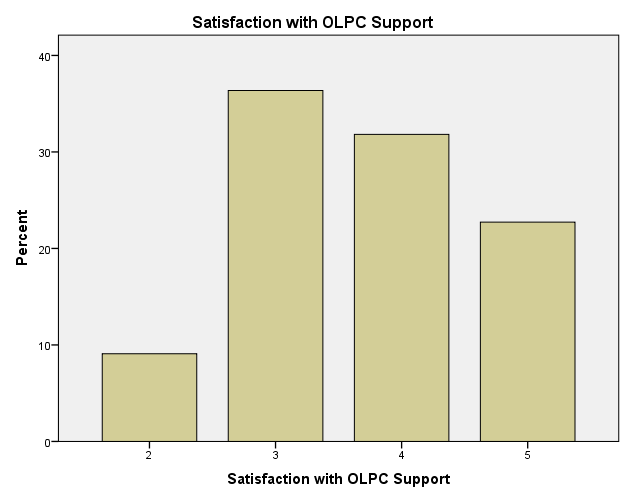 Satisfaction with OLPC Support
40
30
20
10
0
Percent
2 3 4 5
Satisfaction with OLPC Support